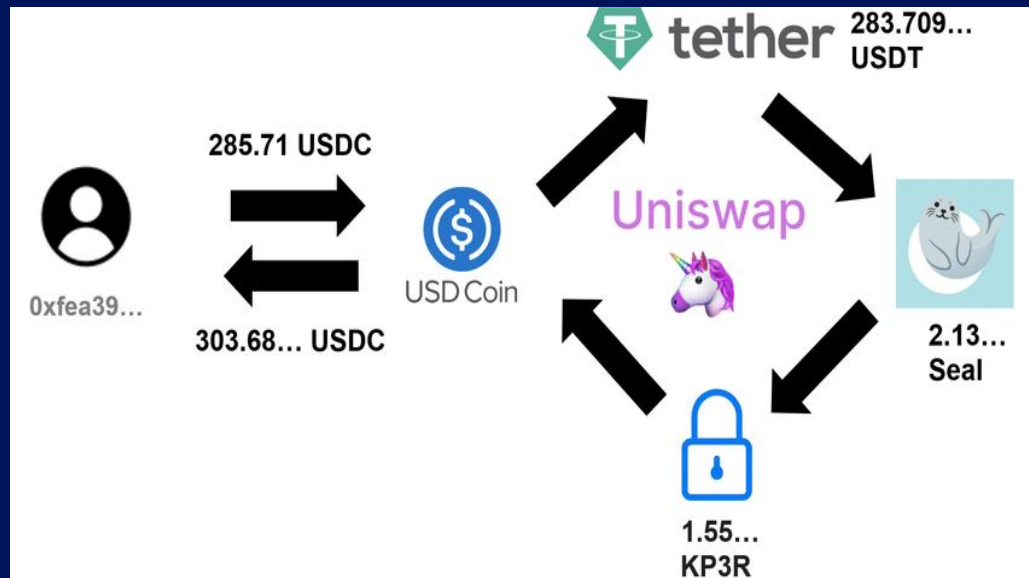 tether
283.709…
USDT
285.71 USDC
Uniswap
USD Coin
0xfea39…
303.68… USDC
2.13…
Seal
1.55…
KP3R